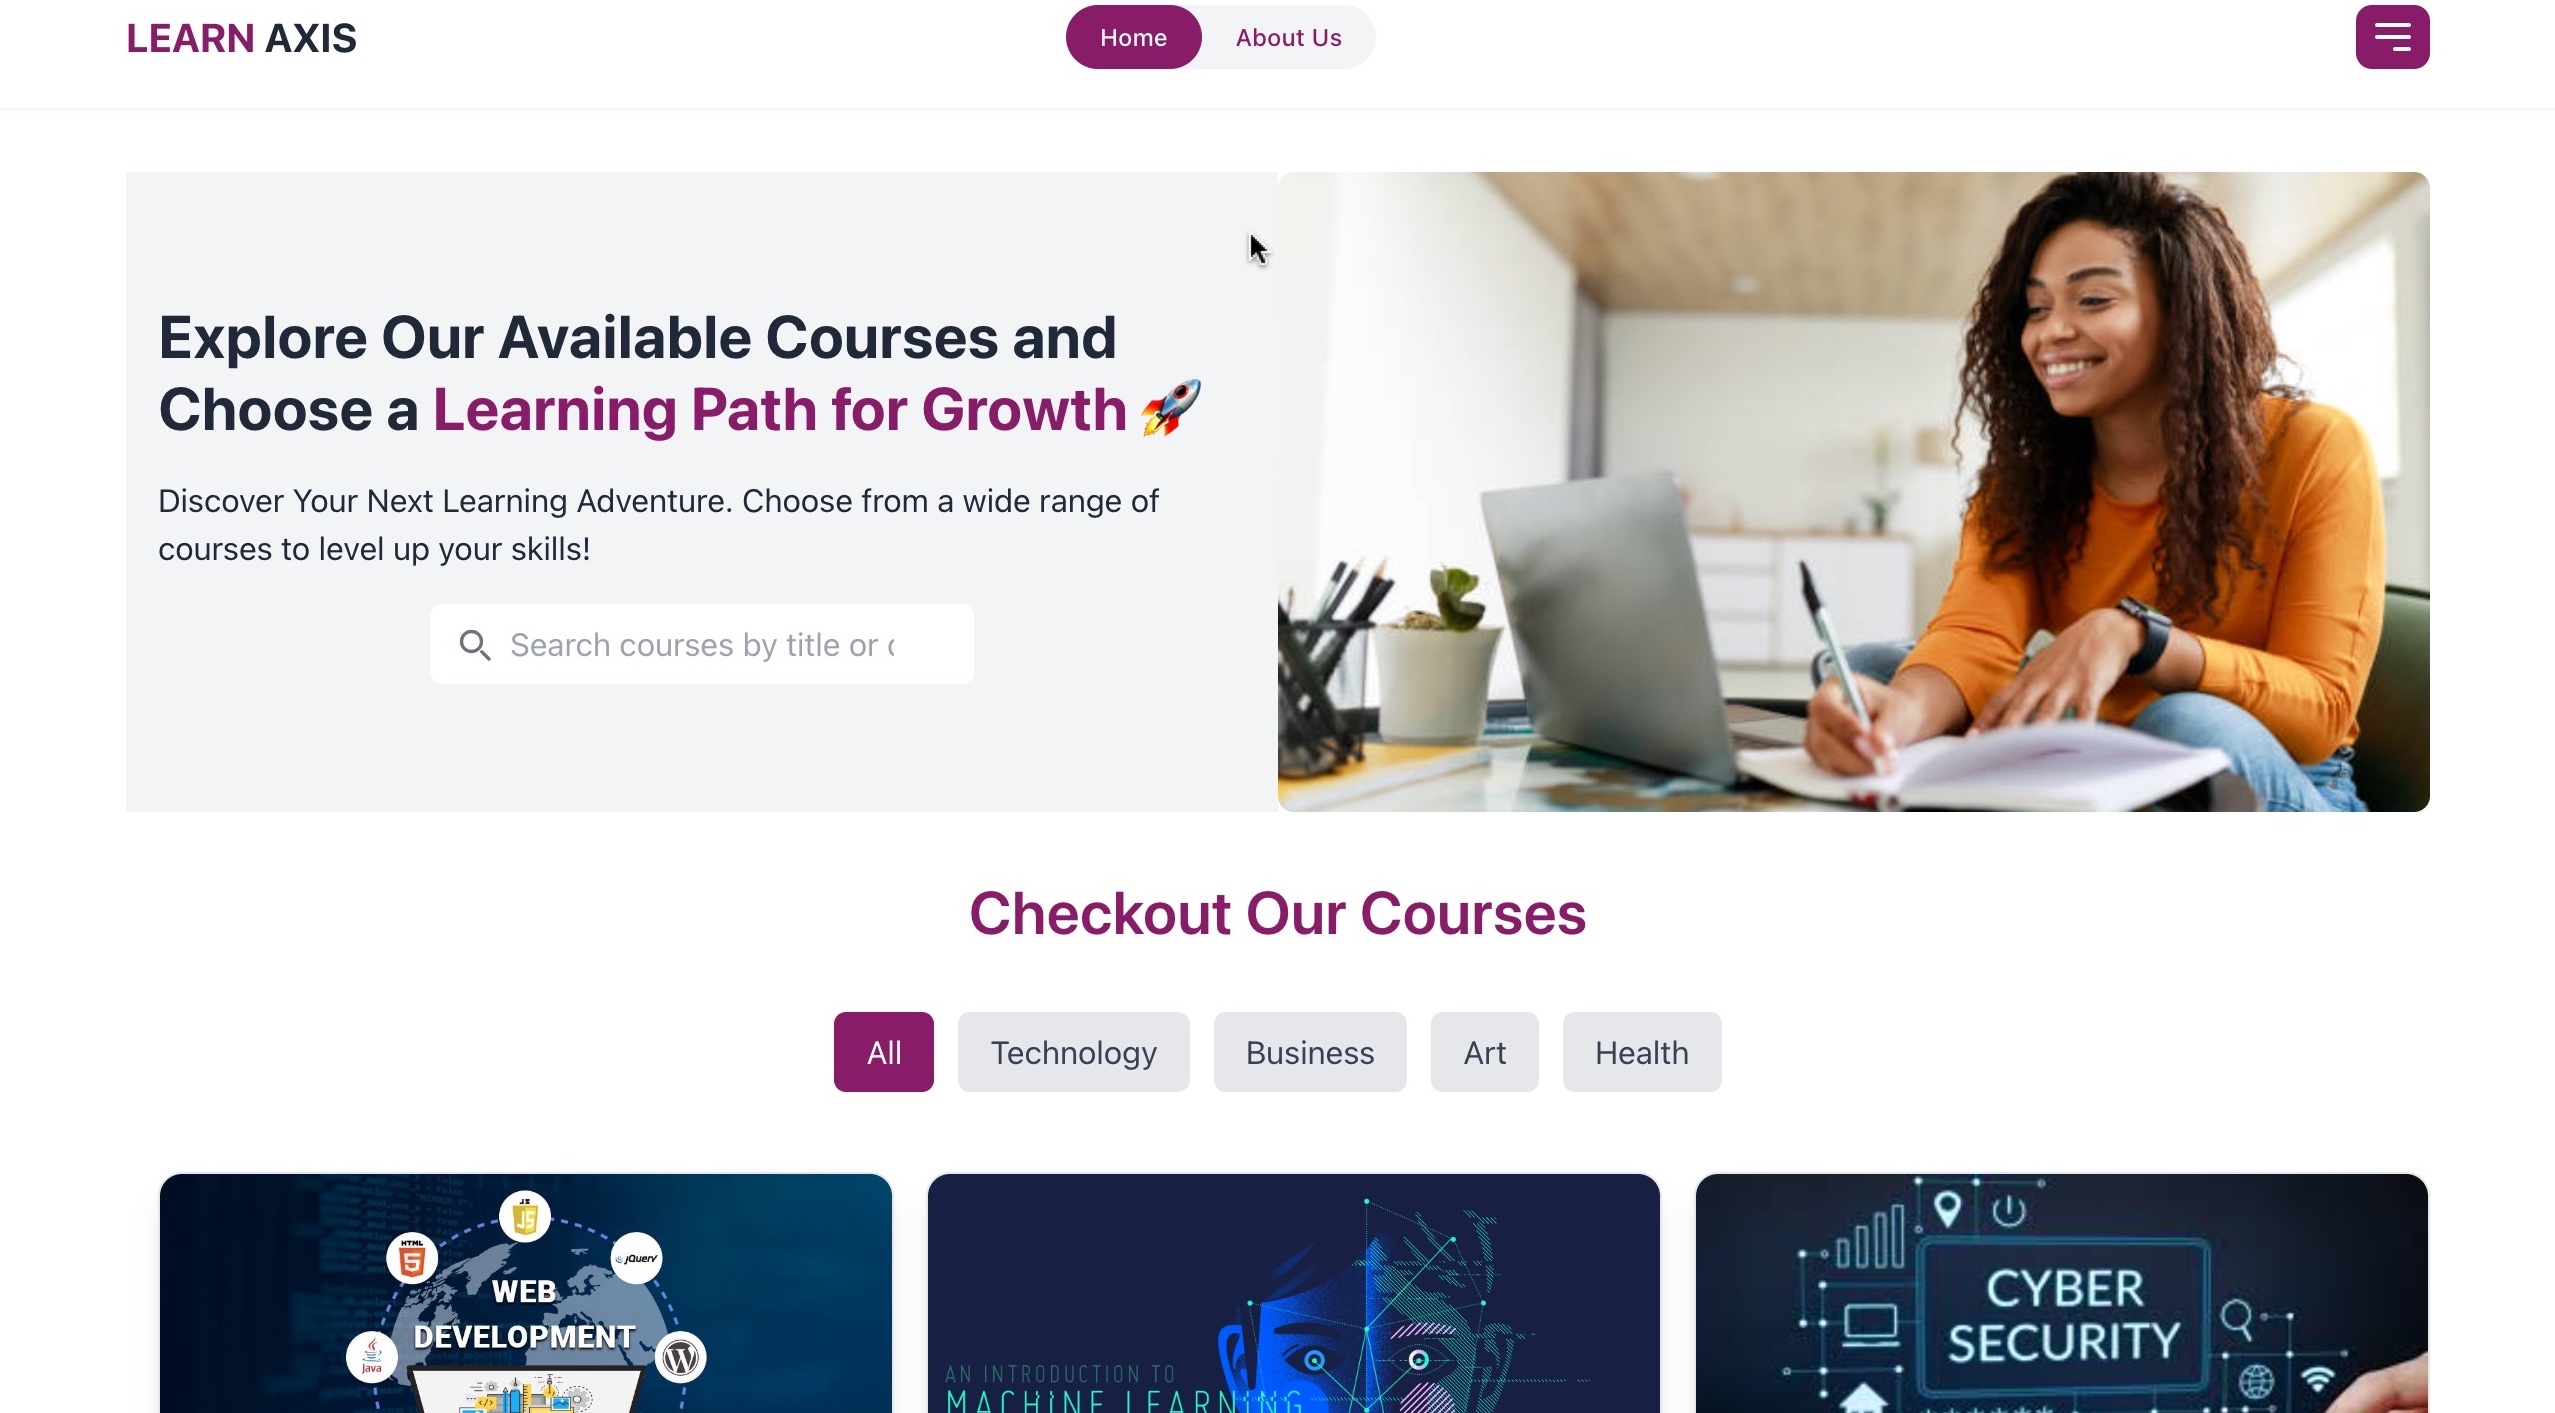 LEARN AXIS
Home
About Us
Explore Our Available Courses and
Choose a Learning Path for Growth 🚀
Discover Your Next Learning Adventure. Choose from a wide range of
courses to level up your skills!
Search courses by title or c
Checkout Our Courses
All
Technology
Business
Art
Health
JS
JS
HTML
5
jQuery
WEB
DEVELOPMENT
Java
W
AN INTRODUCTION TO
MACHINE LEARNING
CYBER
SECURITY